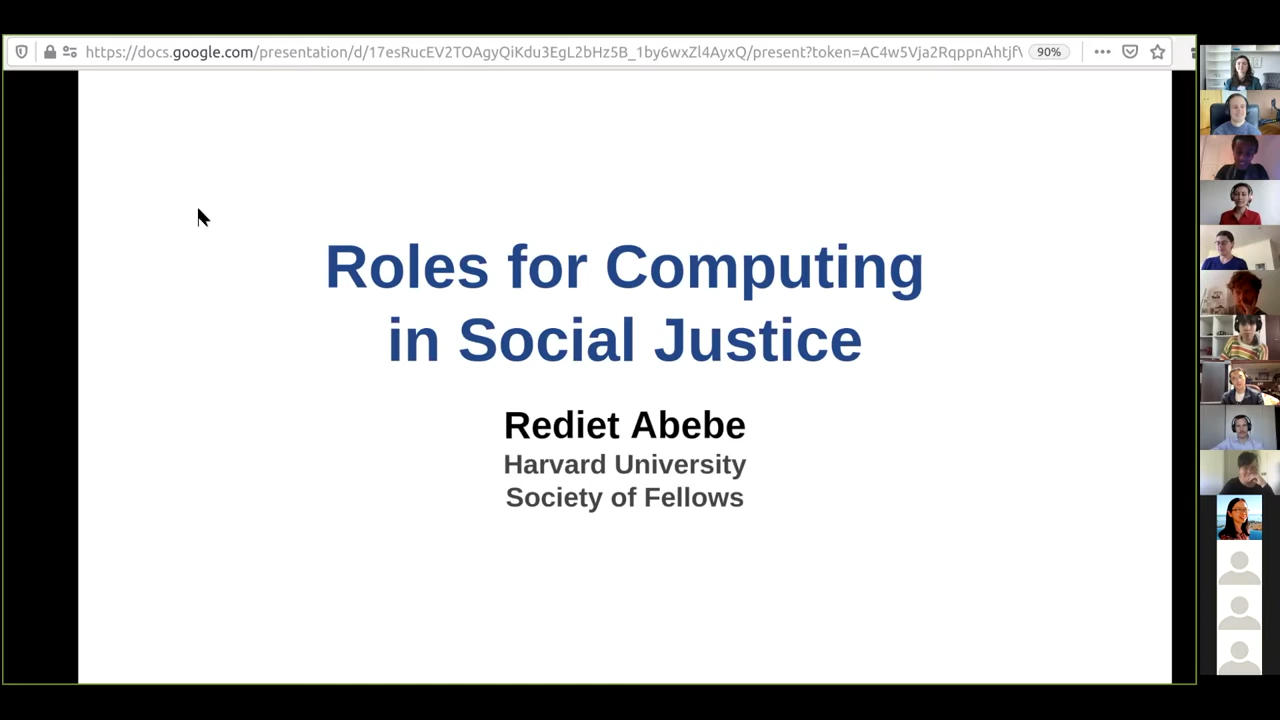 https://docs.google.com/presentation/d/17esRucEV2TOAgyOiKdu3EgL2bHz5B_1by6wxZl4AyxQ/present?token=AC4w5Vja2RqppnAhtjf\
90%
Roles for Computing
in Social Justice
Rediet Abebe
Harvard University
Society of Fellows